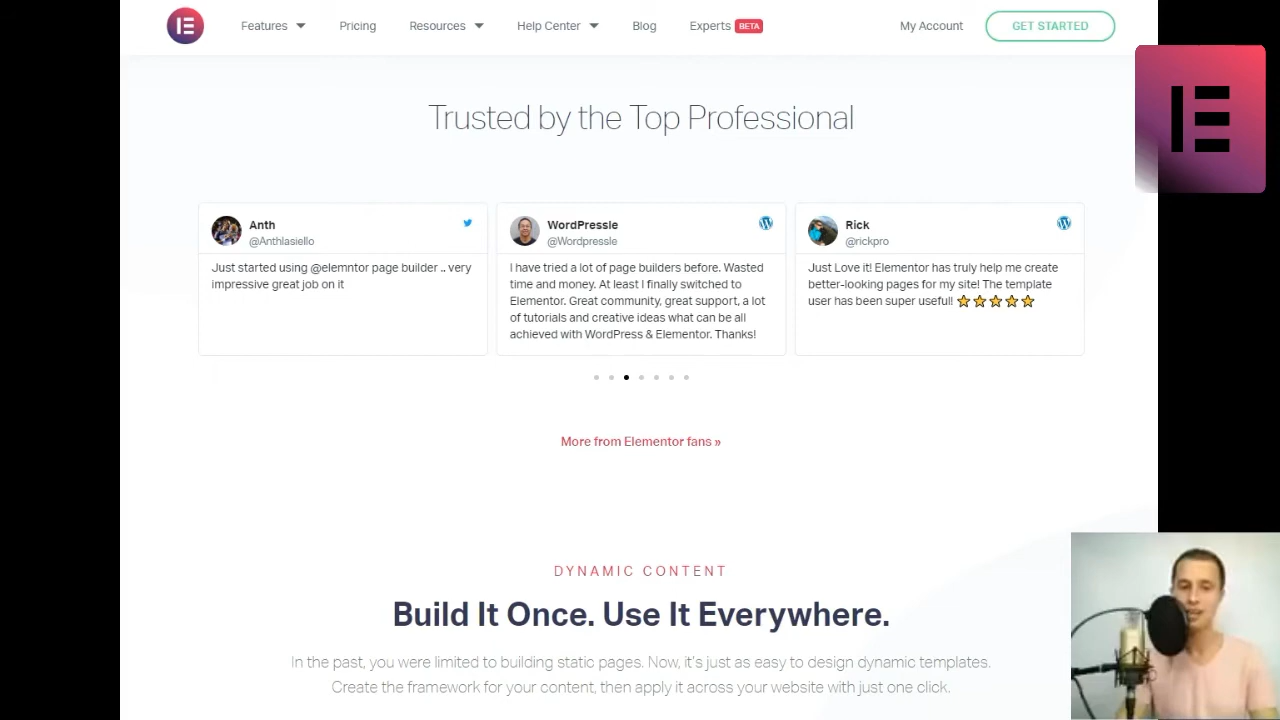 Features
Pricing
Resources
Help Center
Blog
Experts BETA
My Account
GET STARTED
Trusted by the Top Professional
Anth
@Anthlasiello
Just started using @elemntor page builder .. very
impressive great job on it
WordPressle
@Wordpressle
I have tried a lot of page builders before. Wasted
time and money. At least I finally switched to
Elementor. Great community, great support, a lot
of tutorials and creative ideas what can be all
achieved with WordPress & Elementor. Thanks!
Rick
@rickpro
Just Love it! Elementor has truly help me create
better-looking pages for my site! The template
user has been super useful! ⭐⭐⭐⭐⭐
More from Elementor fans »
DYNAMIC CONTENT
Build It Once. Use It Everywhere.
In the past, you were limited to building static pages. Now, it's just as easy to design dynamic templates.
Create the framework for your content, then apply it across your website with just one click.